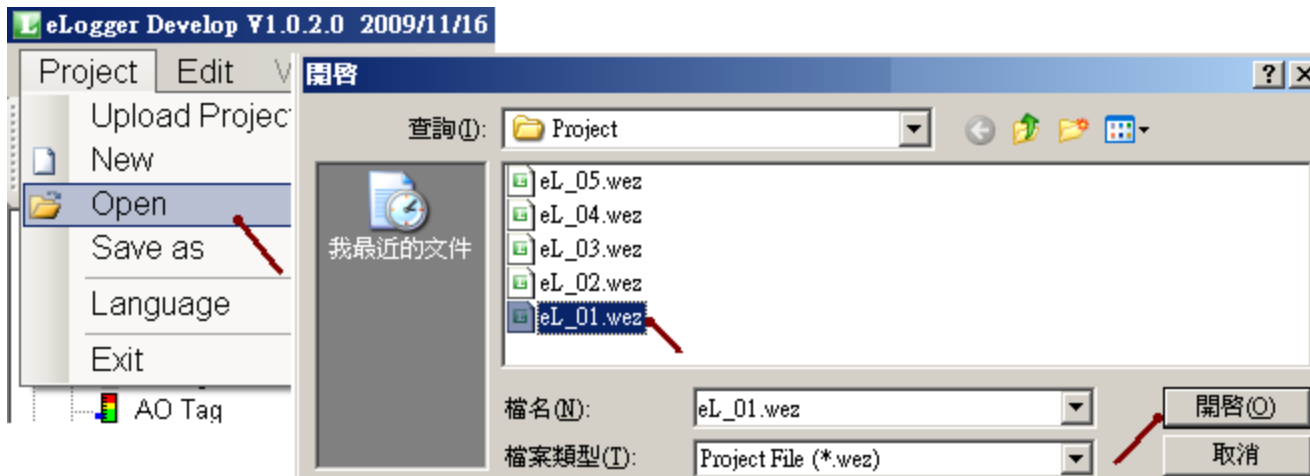 eLogger Develop V1.0.2.0 2009/11/16
Project Edit V
Upload Projec
New
Open
Save as
Language
Exit
AO Tag
開啓
查詢(I):
Project
我最近的文件
eL_05.wez
eL_04.wez
eL_03.wez
eL_02.wez
eL_01.wez
檔名(N):
eL_01.wez
開啓(O)
檔案類型(T):
Project File (*.wez)
取消